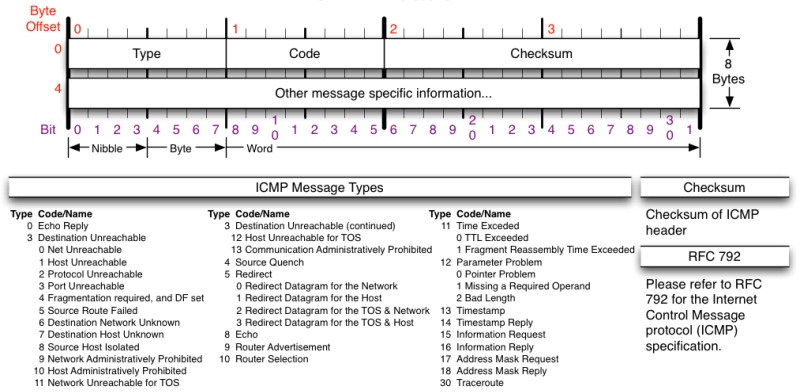 Byte
Offset 0 1 2 3
0 Type Code Checksum
8
Bytes
4 Other message specific information...
Bit 0 1 2 3 4 5 6 7 8 9 10 1 2 3 4 5 6 7 8 9 20 1 2 3 4 5 6 7 8 9 30 1
Nibble Byte Word
ICMP Message Types
Type Code/Name
0 Echo Reply
3 Destination Unreachable
0 Net Unreachable
1 Host Unreachable
2 Protocol Unreachable
3 Port Unreachable
4 Fragmentation required, and DF set
5 Source Route Failed
6 Destination Network Unknown
7 Destination Host Unknown
8 Source Host Isolated
9 Network Administratively Prohibited
10 Host Administratively Prohibited
11 Network Unreachable for TOS
Type Code/Name
3 Destination Unreachable (continued)
12 Host Unreachable for TOS
13 Communication Administratively Prohibited
4 Source Quench
5 Redirect
0 Redirect Datagram for the Network
1 Redirect Datagram for the Host
2 Redirect Datagram for the TOS & Network
3 Redirect Datagram for the TOS & Host
8 Echo
9 Router Advertisement
10 Router Selection
Type Code/Name
11 Time Exceeded
0 TTL Exceeded
1 Fragment Reassembly Time Exceeded
12 Parameter Problem
0 Pointer Problem
1 Missing a Required Operand
2 Bad Length
13 Timestamp
14 Timestamp Reply
15 Information Request
16 Information Reply
17 Address Mask Request
18 Address Mask Reply
30 Traceroute
Checksum
Checksum of ICMP
header
RFC 792
Please refer to RFC
792 for the Internet
Control Message
protocol (ICMP)
specification.